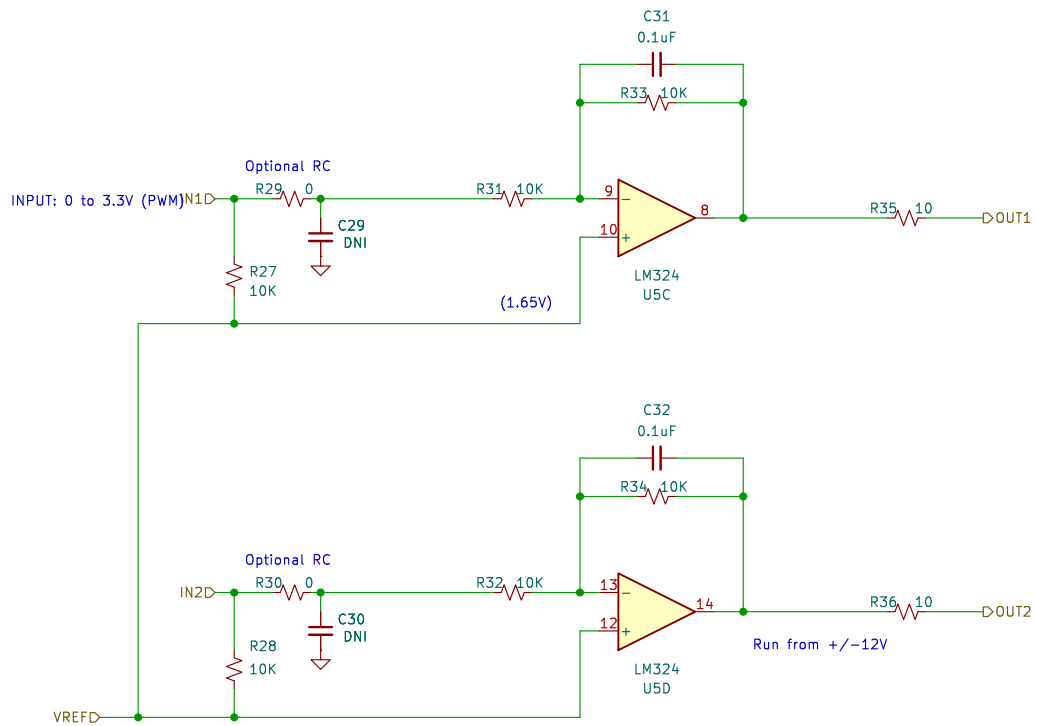 C31
0.1uF
R33 10K
Optional RC
INPUT: 0 to 3.3V (PWM)
IN1
R29 0
R31 10K
9
8
10
C29
DNI
R35 10
OUT1
R27
10K
LM324
U5C
(1.65V)
C32
0.1uF
R34 10K
Optional RC
IN2
R30 0
R32 10K
13
14
12
C30
DNI
R36 10
OUT2
R28
10K
Run from +/-12V
LM324
U5D
VREF